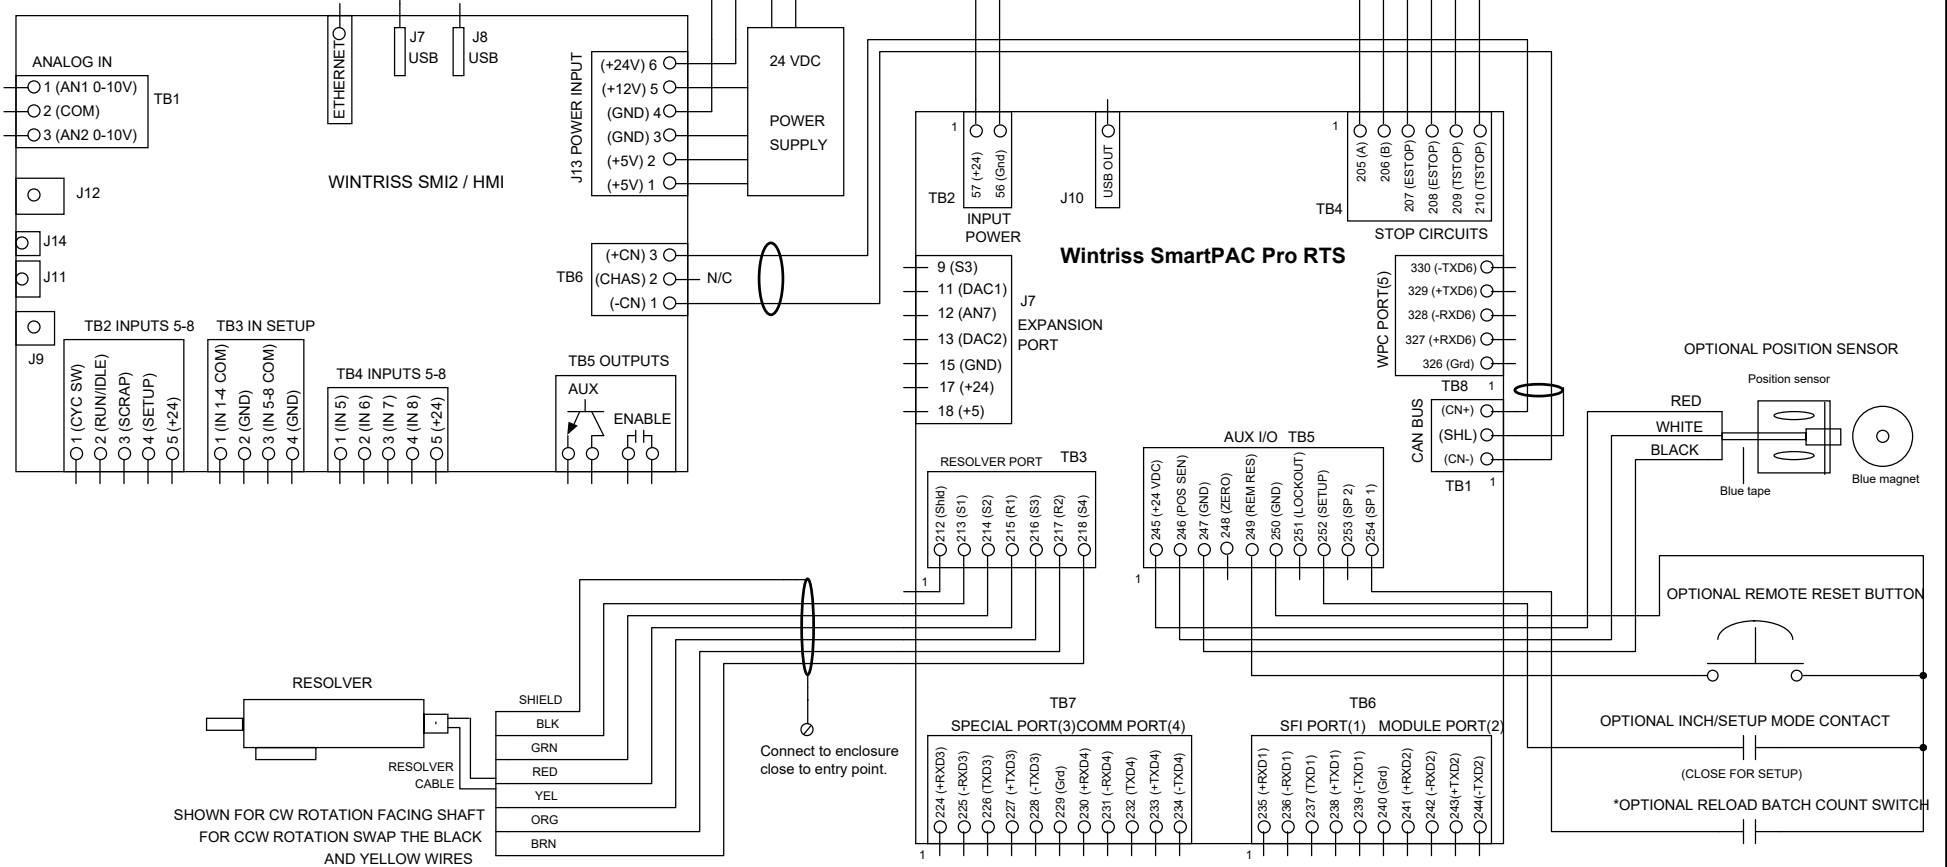 ANALOG IN
1 (AN1 0-10V)
2 (COM)
3 (AN2 0-10V)
TB1
ETHERNET
J7
USB
J8
USB
J13 POWER INPUT
(+24V) 6
(+12V) 5
(GND) 4
(GND) 3
(+5V) 2
(+5V) 1
24 VDC
POWER
SUPPLY
WINTRISS SMI2 / HMI
J12
J14
J11
J9
TB6
(+CN) 3
(CHAS) 2
(-CN) 1
N/C
TB2 INPUTS 5-8
1 (CYC SW)
2 (RUN/IDLE)
3 (SCRAP)
4 (SETUP)
5 (+24)
TB3 IN SETUP
1 (IN 1-4 COM)
2 (GND)
3 (IN 5-8 COM)
4 (GND)
TB4 INPUTS 5-8
1 (IN 5)
2 (IN 6)
3 (IN 7)
4 (IN 8)
5 (+24)
TB5 OUTPUTS
AUX
ENABLE
1
57 (+24)
56 (Gnd)
TB2
INPUT
POWER
J10
USB OUT
1
205 (A)
206 (B)
207 (ESTOP)
208 (ESTOP)
209 (TSTOP)
210 (TSTOP)
TB4
STOP CIRCUITS
Wintriss SmartPAC Pro RTS
9 (S3)
11 (DAC1)
12 (AN7)
13 (DAC2)
15 (GND)
17 (+24)
18 (+5)
J7
EXPANSION
PORT
WPC PORT(5)
330 (-TXD6)
329 (+TXD6)
328 (-RXD6)
327 (+RXD6)
326 (Grd)
TB8
1
CAN BUS
(CN+)
(SHL)
(CN-)
TB1
1
OPTIONAL POSITION SENSOR
Position sensor
RED
WHITE
BLACK
Blue tape
Blue magnet
RESOLVER PORT
TB3
212 (Shld)
213 (S1)
214 (S2)
215 (R1)
216 (S3)
217 (R2)
218 (S4)
1
AUX I/O TB5
245 (+24 VDC)
246 (POS SEN)
247 (GND)
248 (ZERO)
249 (REM RES)
250 (GND)
251 (LOCKOUT)
252 (SETUP)
253 (SP 2)
254 (SP 1)
1
OPTIONAL REMOTE RESET BUTTON
OPTIONAL INCH/SETUP MODE CONTACT
(CLOSE FOR SETUP)
*OPTIONAL RELOAD BATCH COUNT SWITCH
RESOLVER
RESOLVER
CABLE
SHIELD
BLK
GRN
RED
YEL
ORG
BRN
Connect to enclosure
close to entry point.
SHOWN FOR CW ROTATION FACING SHAFT
FOR CCW ROTATION SWAP THE BLACK
AND YELLOW WIRES
TB7
SPECIAL PORT(3)COMM PORT(4)
224 (+RXD3)
225 (-RXD3)
226 (TXD3)
227 (+TXD3)
228 (-TXD3)
229 (Grd)
230 (+RXD4)
231 (-RXD4)
232 (TXD4)
233 (+TXD4)
234 (-TXD4)
1
TB6
SFI PORT(1) MODULE PORT(2)
235 (+RXD1)
236 (-RXD1)
237 (TXD1)
238 (+TXD1)
239 (-TXD1)
240 (Grd)
241 (+RXD2)
242 (-RXD2)
243(+TXD2)
244(-TXD2)
1